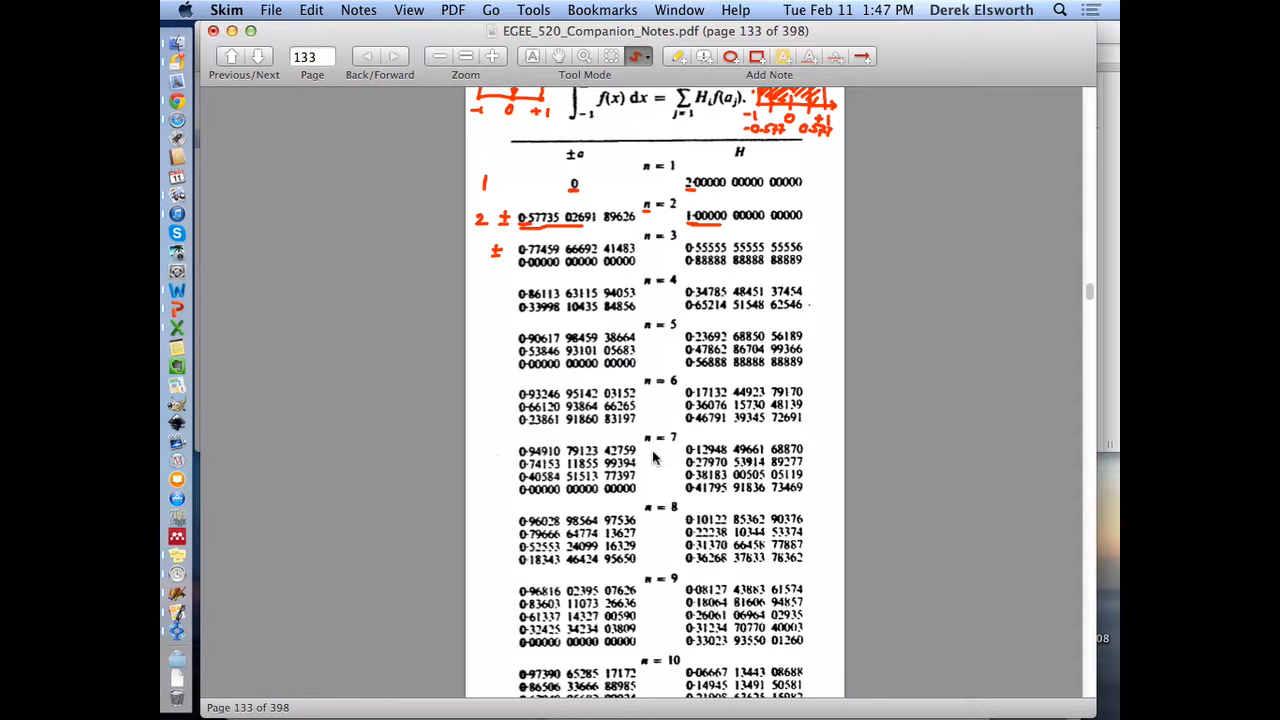 Skim File Edit Notes View PDF Go Tools Bookmarks Window Help Tue Feb 11 1:47 PM Derek Elsworth
EGEE_520_Companion_Notes.pdf (page 133 of 398)
133
Previous/Next Page Back/Forward Zoom Tool Mode Add Note
-1 0 +1
∫ f(x) dx = Σ H_i f(a_j).
-1 j = 1
-1 0 +1
-0.577 0.577
±a H
n = 1
1 0 2·00000 00000 00000
n = 2
2 ± 0·57735 02691 89626 1·00000 00000 00000
n = 3
± 0·77459 66692 41483 0·55555 55555 55556
0·00000 00000 00000 0·88888 88888 88889
n = 4
0·86113 63115 94053 0·34785 48451 37454
0·33998 10435 84856 0·65214 51548 62546
n = 5
0·90617 98459 38664 0·23692 68850 56189
0·53846 93101 05683 0·47862 86704 99366
0·00000 00000 00000 0·56888 88888 88889
n = 6
0·93246 95142 03152 0·17132 44923 79170
0·66120 93864 66265 0·36076 15730 48139
0·23861 91860 83197 0·46791 39345 72691
n = 7
0·94910 79123 42759 0·12948 49661 68870
0·74153 11855 99394 0·27970 53914 89277
0·40584 51513 77397 0·38183 00505 05119
0·00000 00000 00000 0·41795 91836 73469
n = 8
0·96028 98564 97536 0·10122 85362 90376
0·79666 64774 13627 0·22238 10344 53374
0·52553 24099 16329 0·31370 66458 77887
0·18343 46424 95650 0·36268 37833 78362
n = 9
0·96816 02395 07626 0·08127 43883 61574
0·83603 11073 26636 0·18064 81606 94857
0·61337 14327 00590 0·26061 06964 02935
0·32425 34234 03809 0·31234 70770 40003
0·00000 00000 00000 0·33023 93550 01260
n = 10
0·97390 65285 17172 0·06667 13443 08688
0·86506 33666 88985 0·14945 13491 50581
Page 133 of 398
08